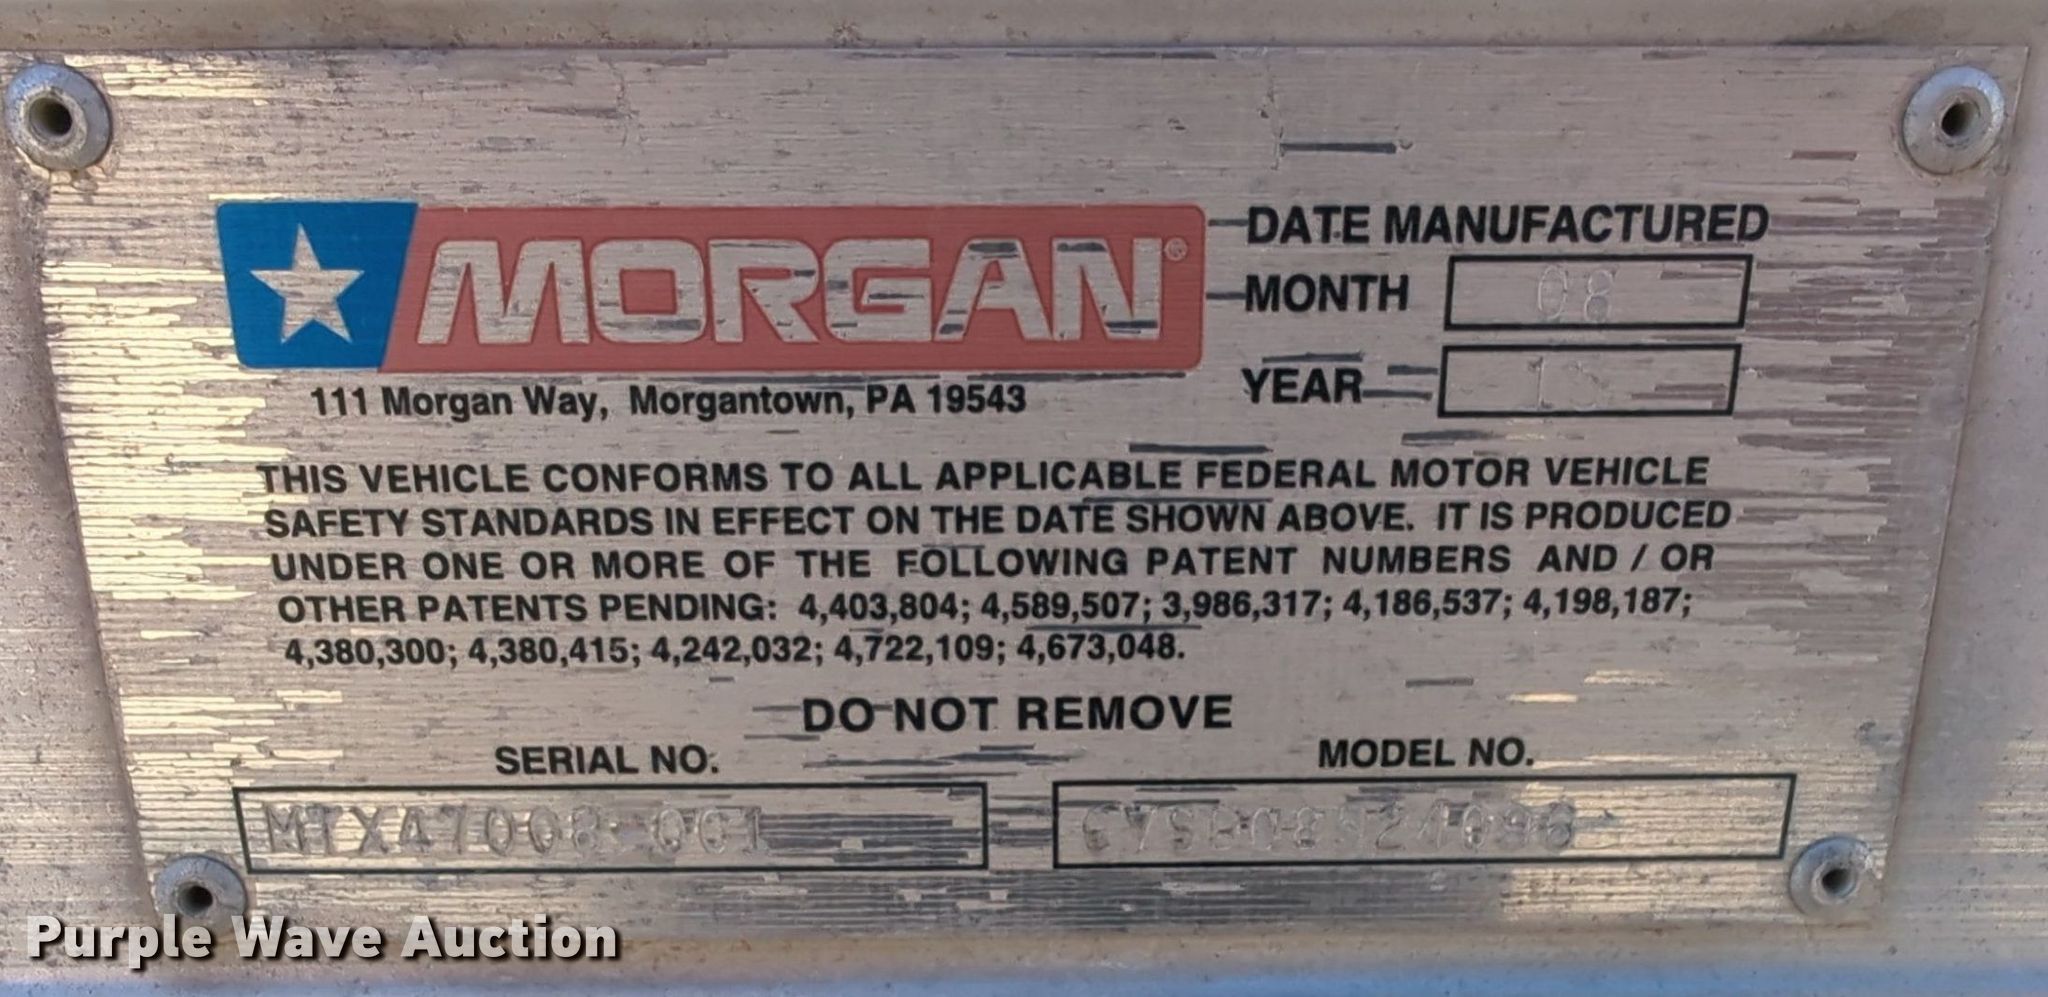 MORGAN®
DATE MANUFACTURED
MONTH 08
YEAR
111 Morgan Way, Morgantown, PA 19543
THIS VEHICLE CONFORMS TO ALL APPLICABLE FEDERAL MOTOR VEHICLE
SAFETY STANDARDS IN EFFECT ON THE DATE SHOWN ABOVE. IT IS PRODUCED
UNDER ONE OR MORE OF THE FOLLOWING PATENT NUMBERS AND / OR
OTHER PATENTS PENDING: 4,403,804; 4,589,507; 3,986,317; 4,186,537; 4,198,187;
4,380,300; 4,380,415; 4,242,032; 4,722,109; 4,673,048.
DO NOT REMOVE
SERIAL NO. MODEL NO.
MTXA47008-001
Purple Wave Auction